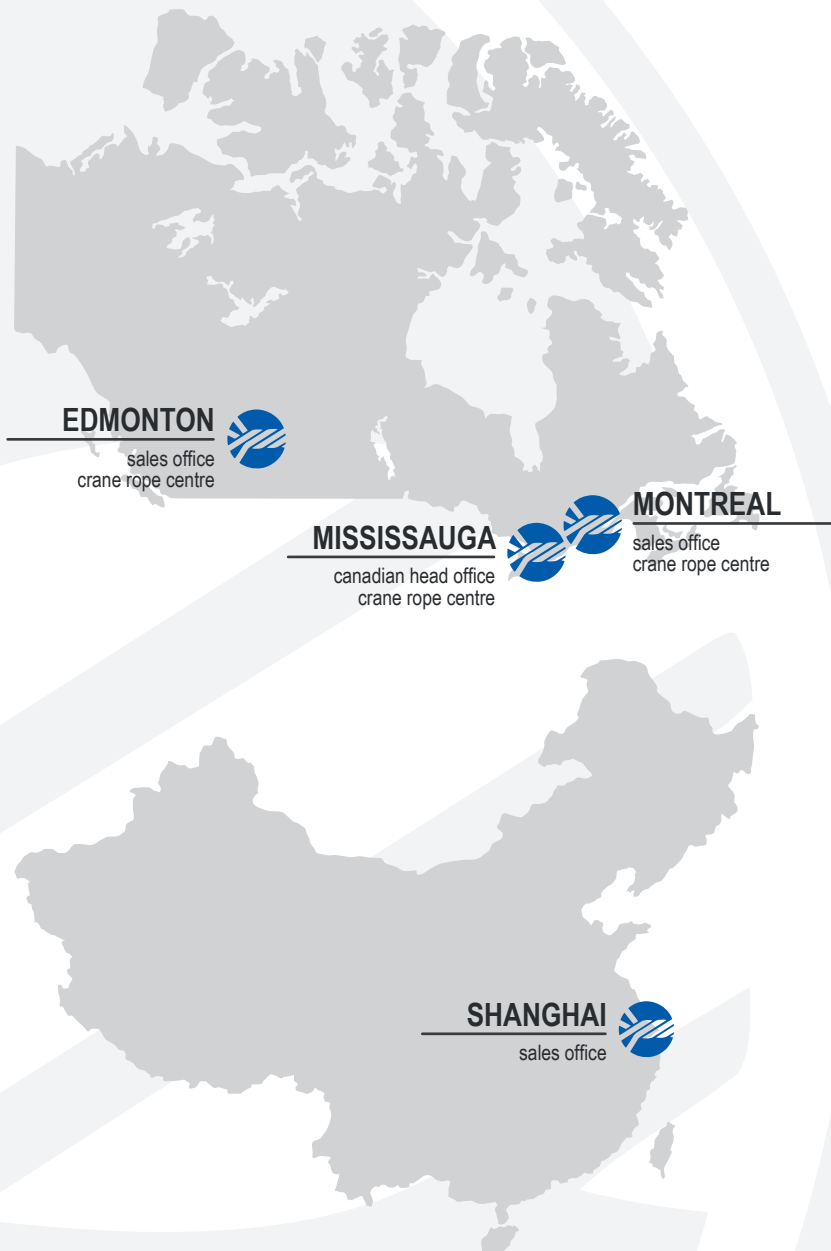 EDMONTON
sales office
crane rope centre
MONTREAL
sales office
crane rope centre
MISSISSAUGA
canadian head office
crane rope centre
SHANGHAI
sales office